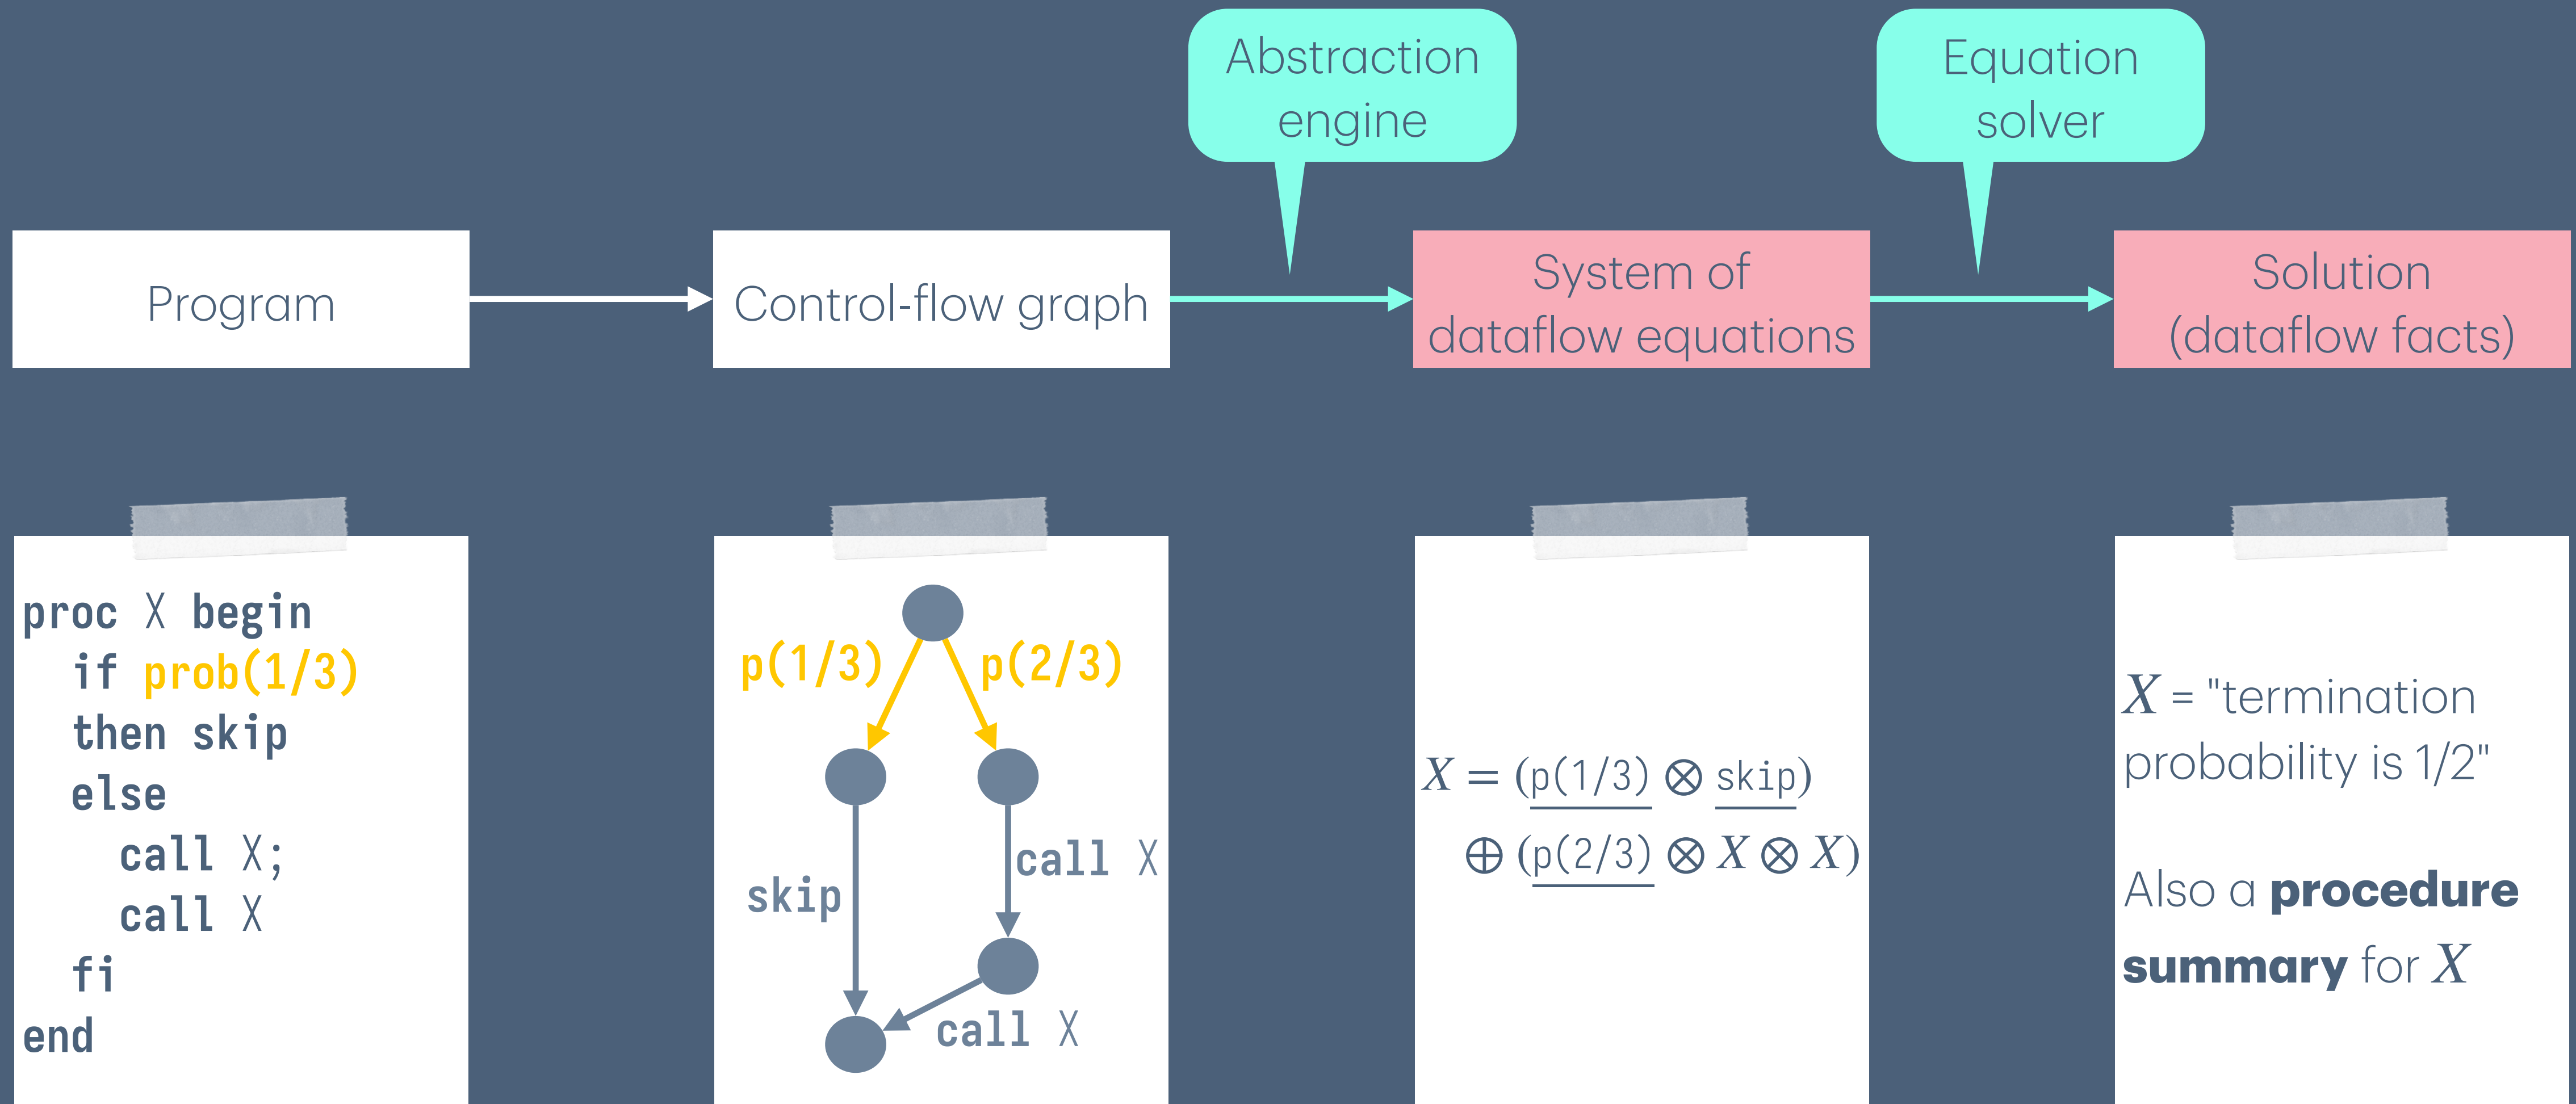 Abstraction
engine
Equation
solver
Program
Control-flow graph
System of
dataflow equations
Solution
(dataflow facts)
proc X begin
if prob(1/3)
then skip
else
call X;
call X
fi
end
p(1/3)
p(2/3)
skip
call X
call X
X = (p(1/3) ⊗ skip)
⊕ (p(2/3) ⊗ X ⊗ X)
X = "termination
probability is 1/2"
Also a procedure
summary for X